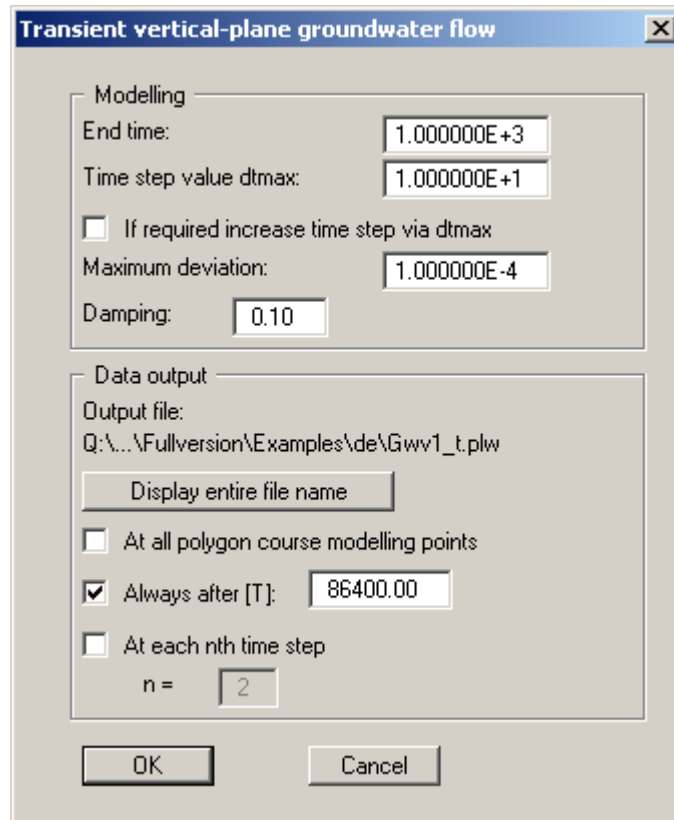 Transient vertical-plane groundwater flow
Modelling
End time: 1.000000E+3
Time step value dtmax: 1.000000E+1
If required increase time step via dtmax
Maximum deviation: 1.000000E-4
Damping: 0.10
Data output
Output file:
Q:\...\Fullversion\Examples\de\Gwv1_t.plw
Display entire file name
At all polygon course modelling points
Always after [T]: 86400.00
At each nth time step
n = 2
OK Cancel